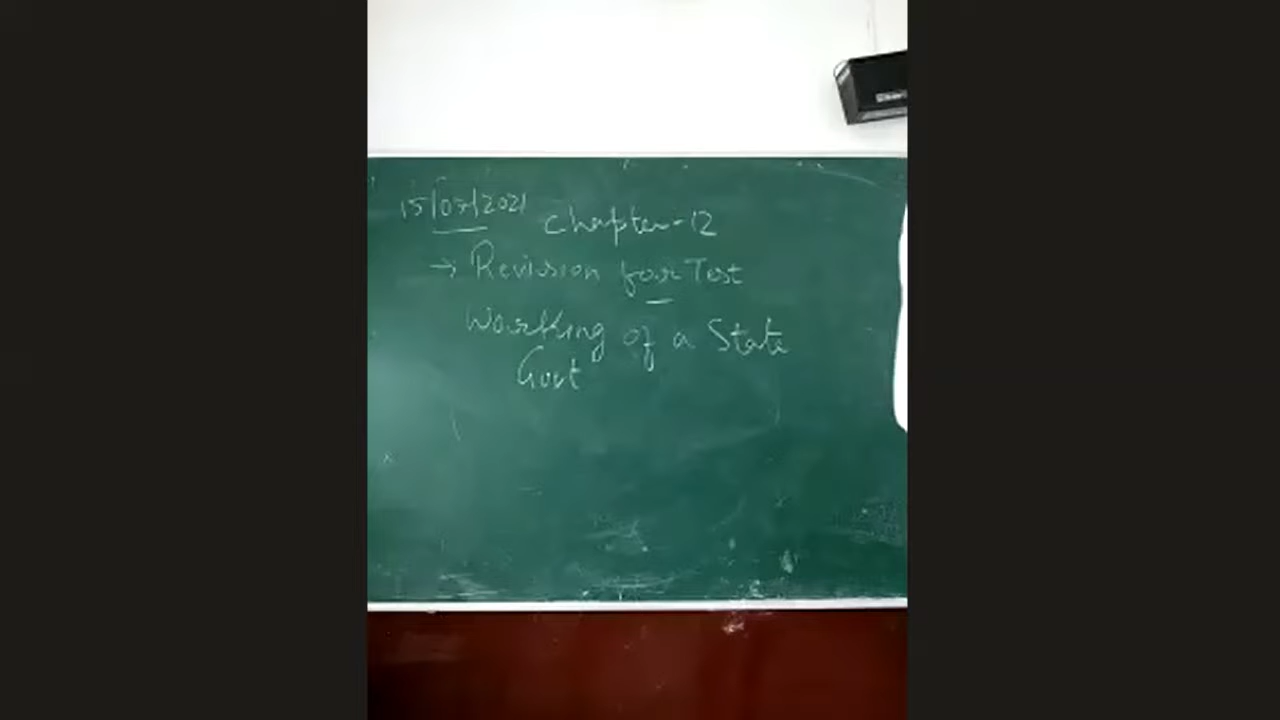 15/07/2021
Chapter-12
→ Revision for Test
Working of a State
Govt